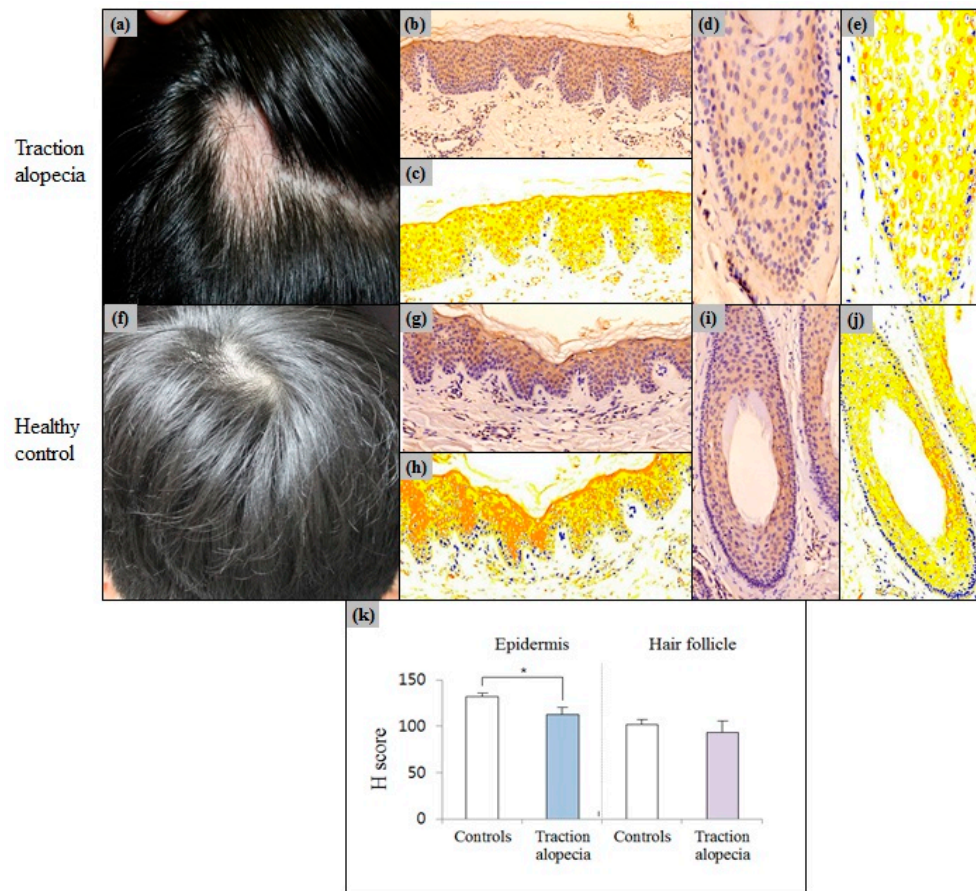 (a)
(b)
(c)
(d)
(e)
Traction
alopecia
(f)
(g)
(h)
(i)
(j)
Healthy
control
(k)
Epidermis
Hair follicle
*
150
100
50
0
H score
Controls
Traction
alopecia
Controls
Traction
alopecia